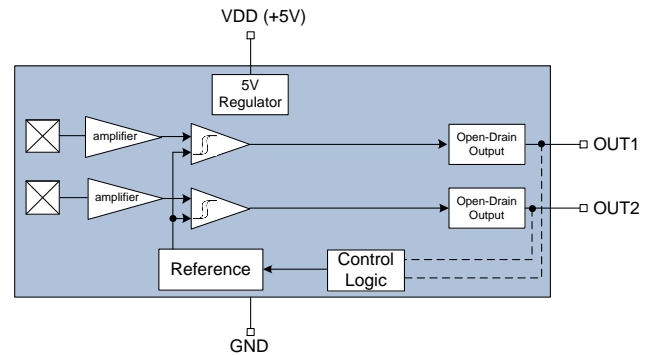 VDD (+5V)
5V
Regulator
amplifier
Open-Drain
Output
OUT1
amplifier
Open-Drain
Output
OUT2
Reference
Control
Logic
GND